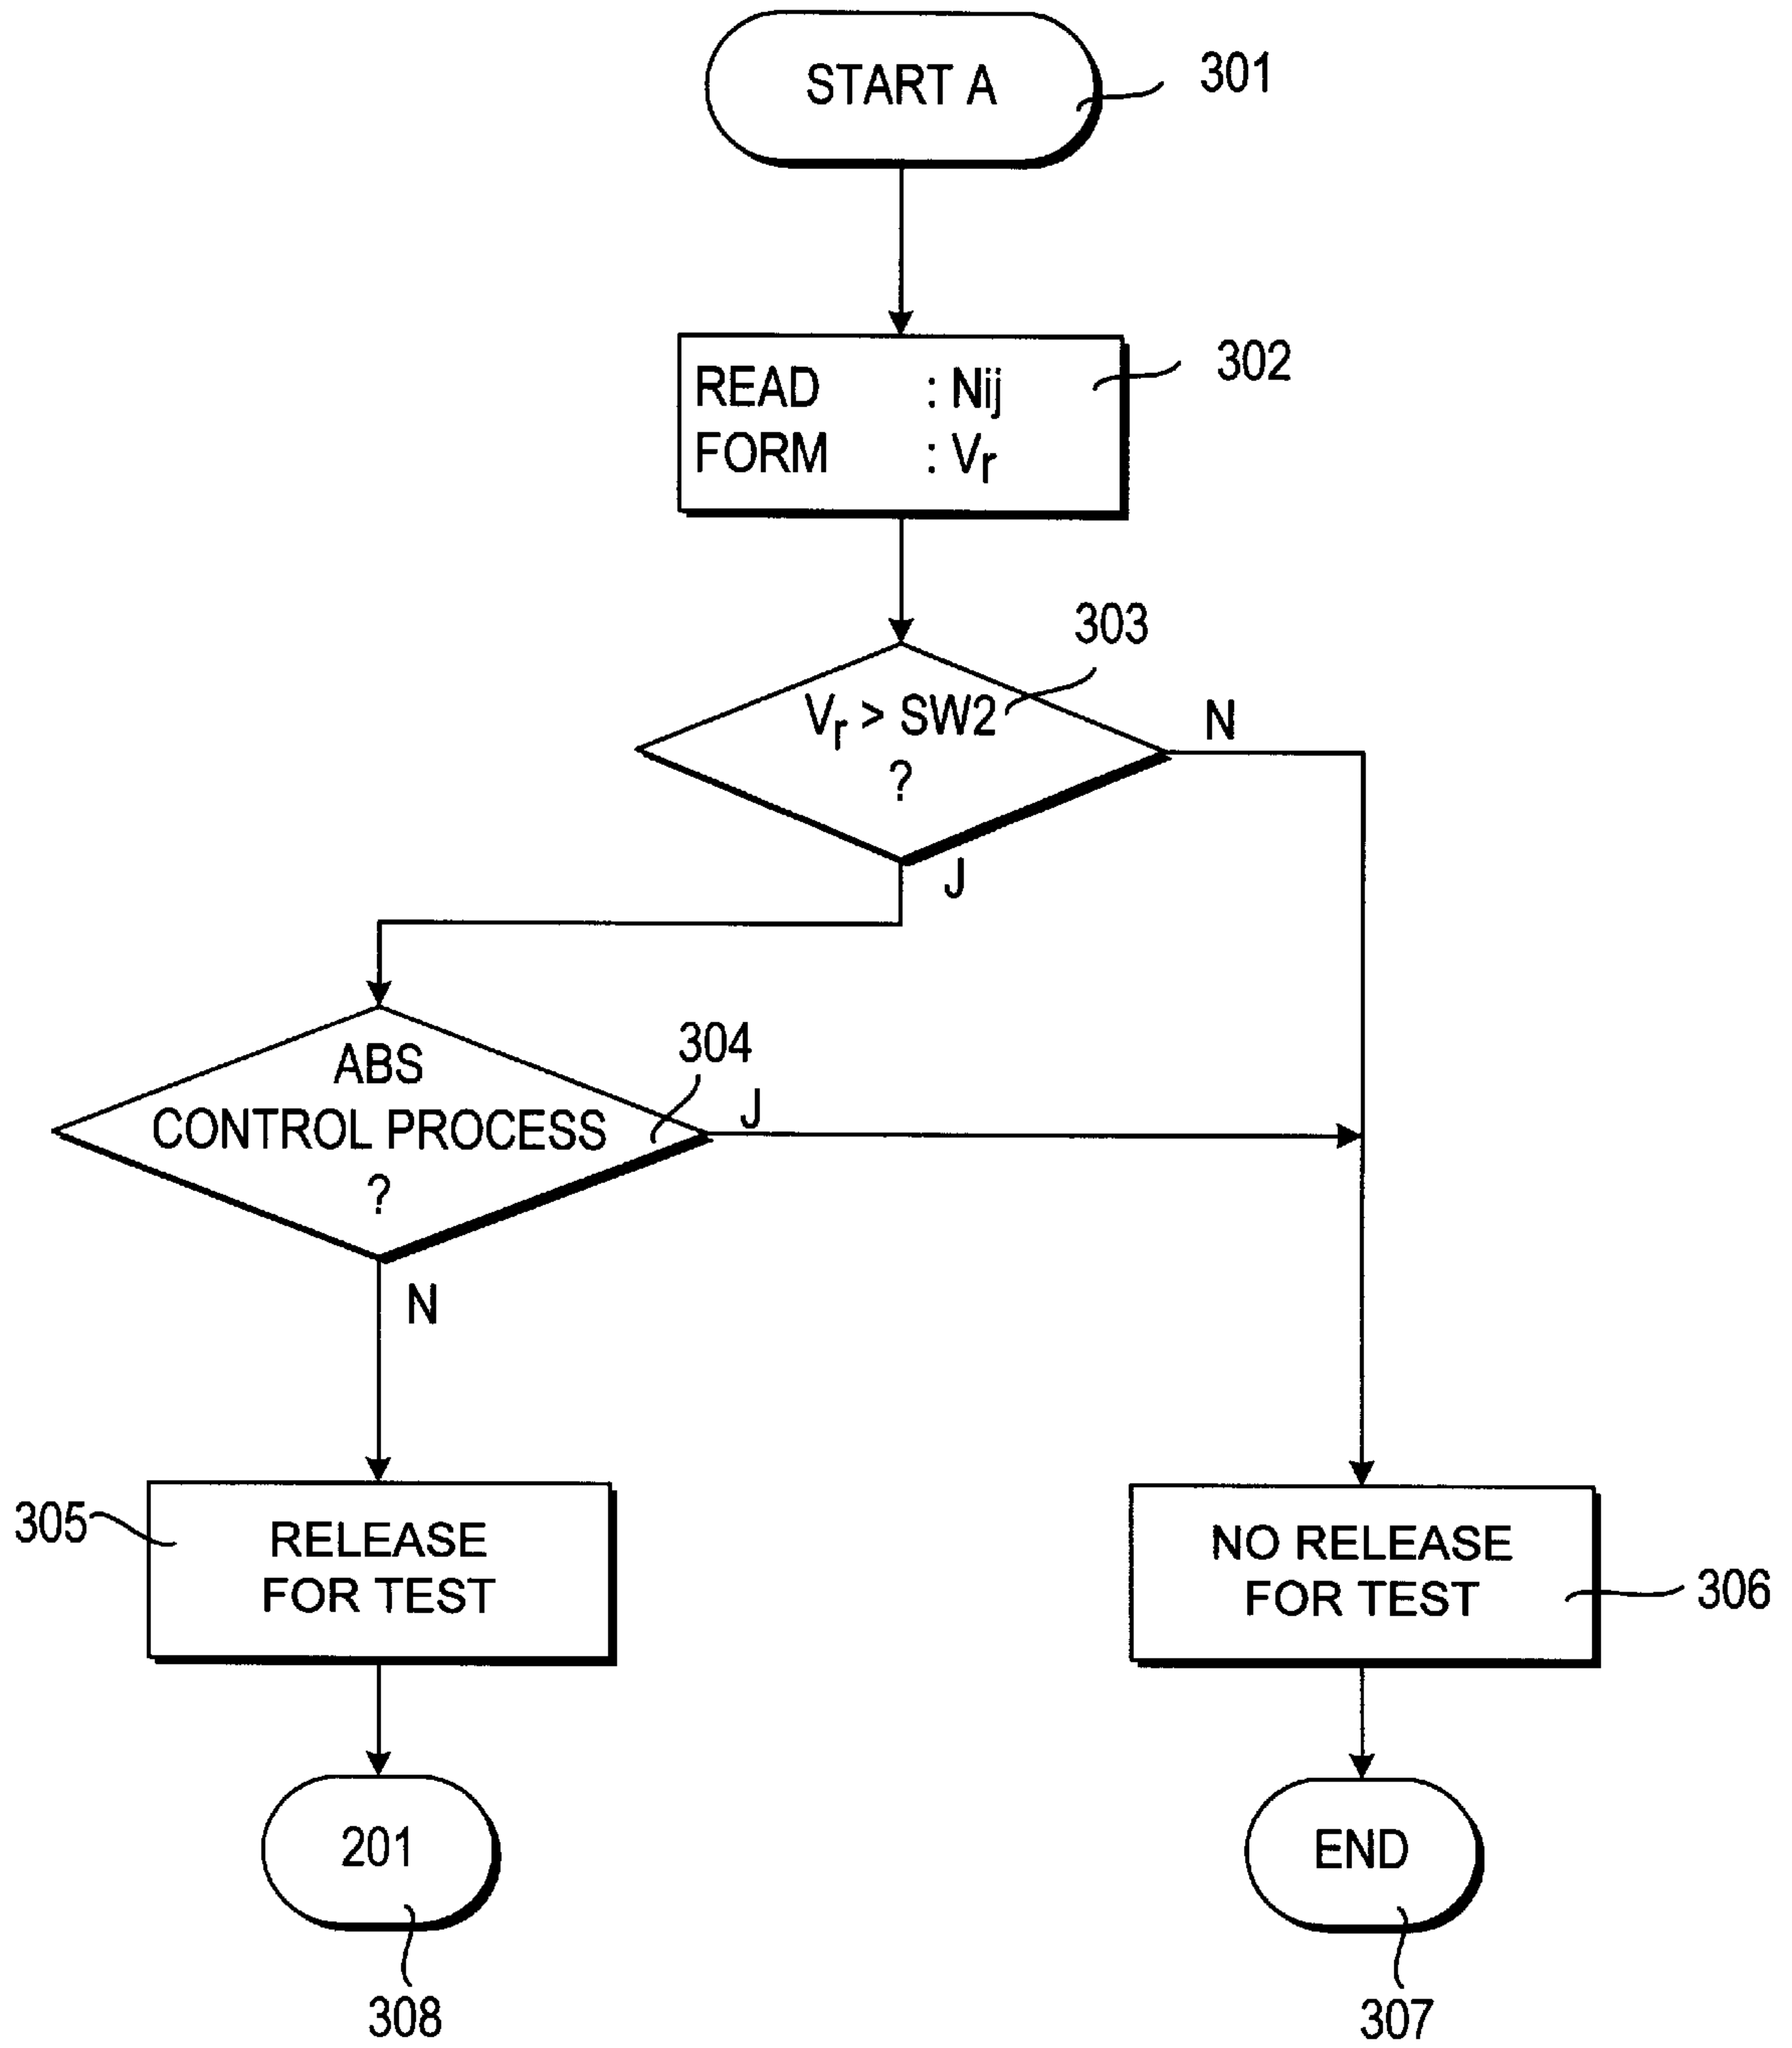 START A
301
READ : Nij
FORM : Vr
302
303
Vr > SW2
?
N
J
ABS
CONTROL PROCESS
?
304
J
N
305
RELEASE
FOR TEST
NO RELEASE
FOR TEST
306
201
END
308
307